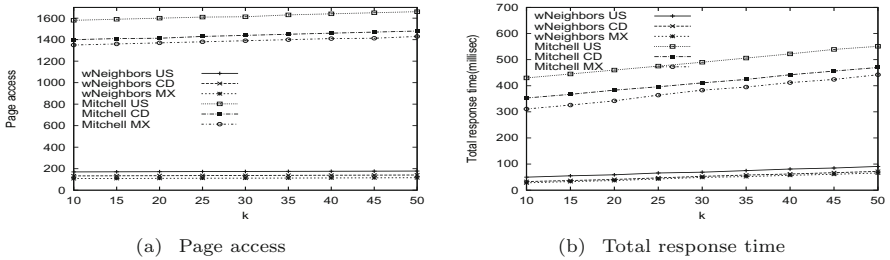 1600
1400
1200
1000
800
600
400
200
0
Page access
wNeighbors US
wNeighbors CD
wNeighbors MX
Mitchell US
Mitchell CD
Mitchell MX
10 15 20 25 30 35 40 45 50
k
(a) Page access
700
600
500
400
300
200
100
0
Total response time(millisec)
wNeighbors US
wNeighbors CD
wNeighbors MX
Mitchell US
Mitchell CD
Mitchell MX
10 15 20 25 30 35 40 45 50
k
(b) Total response time